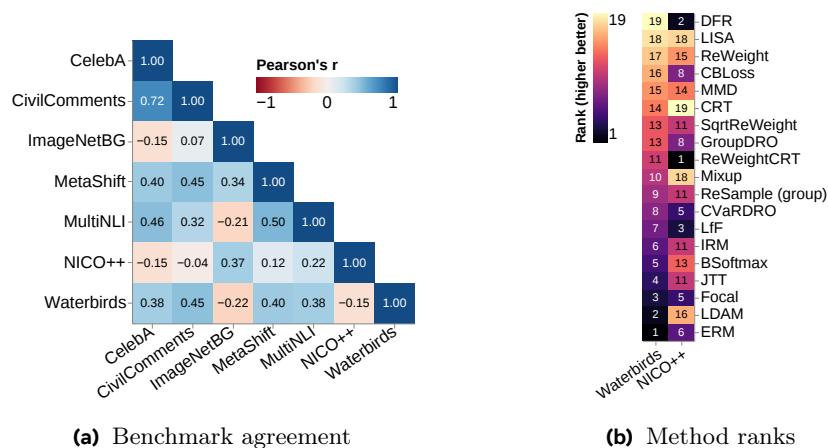 Pearson's r
−1 0 1
CelebA 1.00
CivilComments 0.72 1.00
ImageNetBG −0.15 0.07 1.00
MetaShift 0.40 0.45 0.34 1.00
MultiNLI 0.46 0.32 −0.21 0.50 1.00
NICO++ −0.15 −0.04 0.37 0.12 0.22 1.00
Waterbirds 0.38 0.45 −0.22 0.40 0.38 −0.15 1.00
CelebA CivilComments ImageNetBG MetaShift MultiNLI NICO++ Waterbirds
(a) Benchmark agreement
Rank (higher better)
19
1
19 2 DFR
18 18 LISA
17 15 ReWeight
16 8 CBLoss
15 14 MMD
14 19 CRT
13 11 SqrtReWeight
13 8 GroupDRO
11 1 ReWeightCRT
10 18 Mixup
9 11 ReSample (group)
8 5 CVaRDRO
7 3 LfF
6 11 IRM
5 13 BSoftmax
4 11 JTT
3 5 Focal
2 16 LDAM
1 6 ERM
Waterbirds NICO++
(b) Method ranks